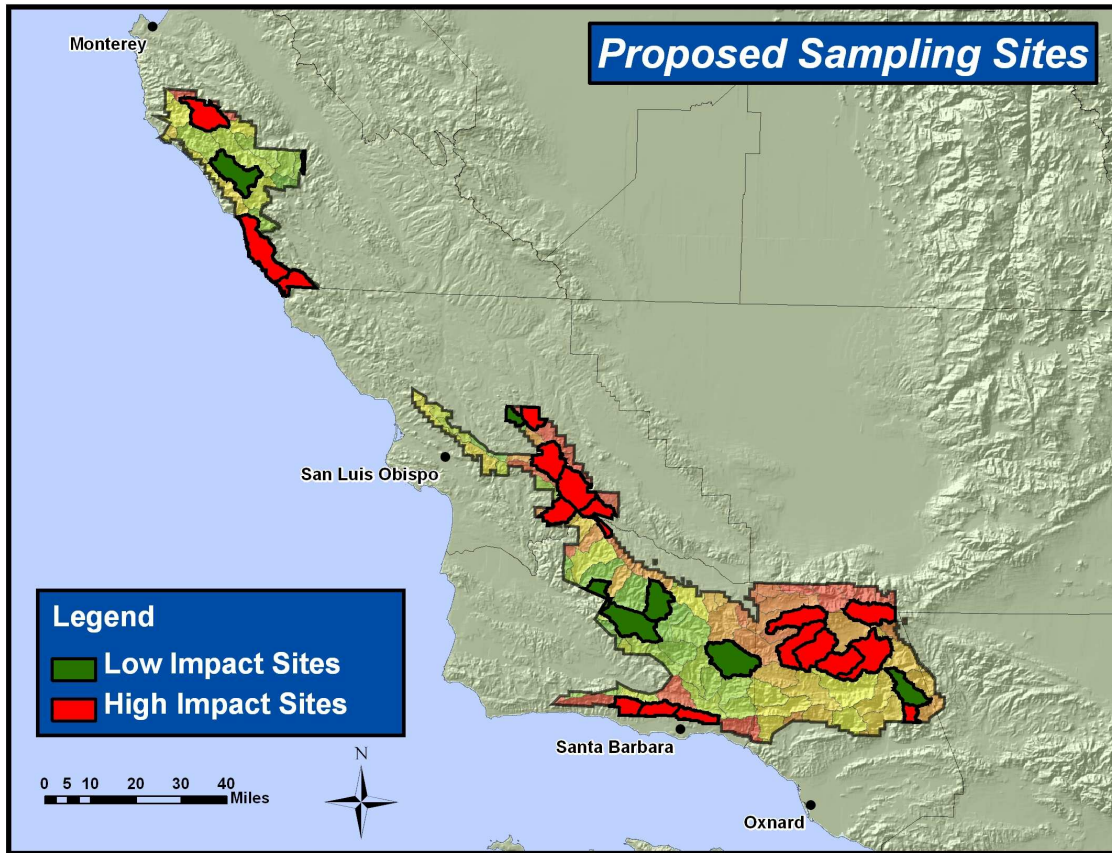 Proposed Sampling Sites
Monterey
San Luis Obispo
Santa Barbara
Oxnard
Legend
Low Impact Sites
High Impact Sites
0 5 10 20 30 40
Miles
N